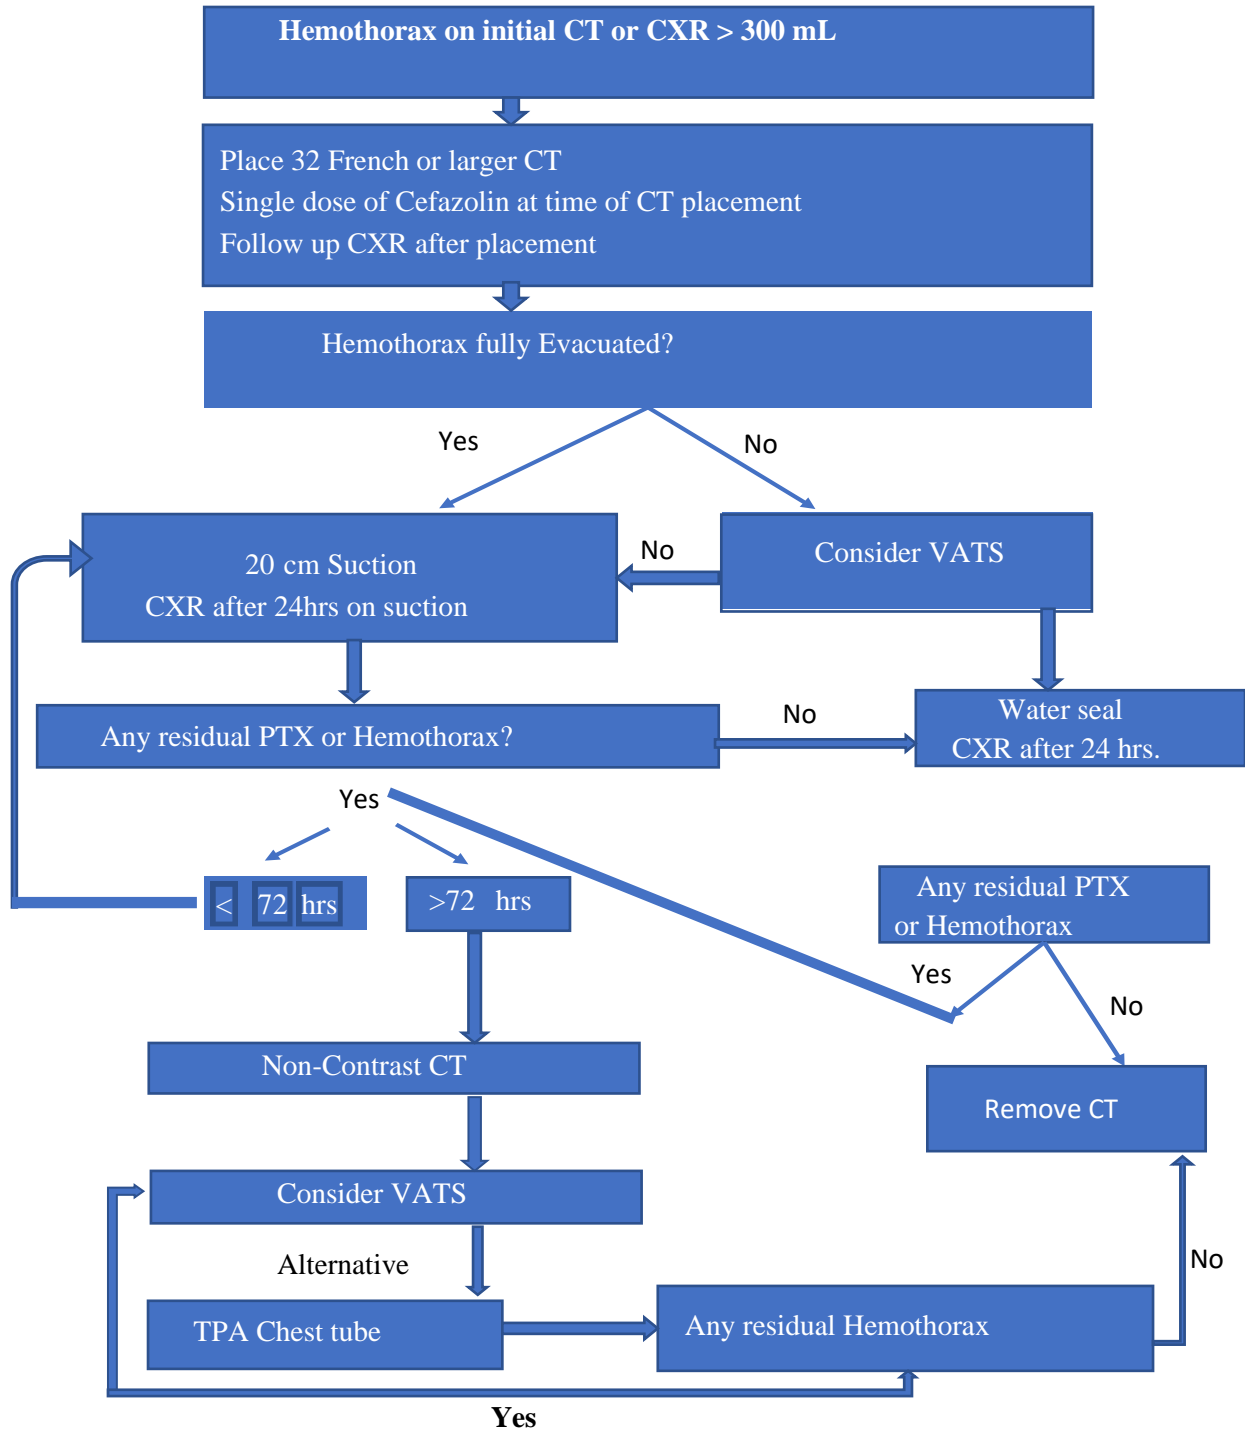 Hemothorax on initial CT or CXR > 300 mL
Place 32 French or larger CT
Single dose of Cefazolin at time of CT placement
Follow up CXR after placement
Hemothorax fully Evacuated?
Yes
No
20 cm Suction
CXR after 24hrs on suction
No
Consider VATS
Any residual PTX or Hemothorax?
No
Water seal
CXR after 24 hrs.
Yes
< 72 hrs
>72 hrs
Any residual PTX
or Hemothorax
Yes
No
Non-Contrast CT
Remove CT
Consider VATS
Alternative
No
TPA Chest tube
Any residual Hemothorax
Yes